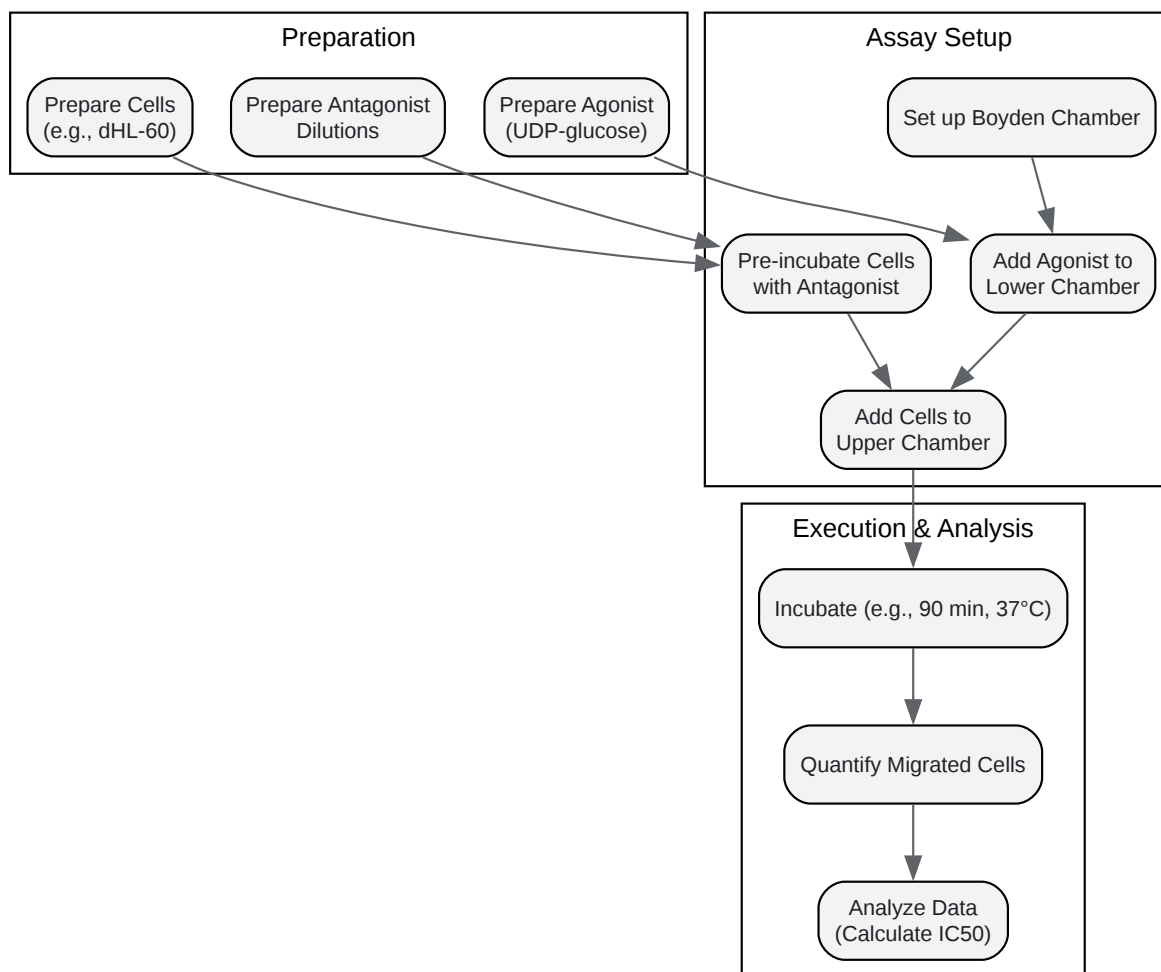 Preparation
Prepare Cells
(e.g., dHL-60)
Prepare Antagonist
Dilutions
Prepare Agonist
(UDP-glucose)
Assay Setup
Set up Boyden Chamber
Pre-incubate Cells
with Antagonist
Add Agonist to
Lower Chamber
Add Cells to
Upper Chamber
Execution & Analysis
Incubate (e.g., 90 min, 37°C)
Quantify Migrated Cells
Analyze Data
(Calculate IC50)